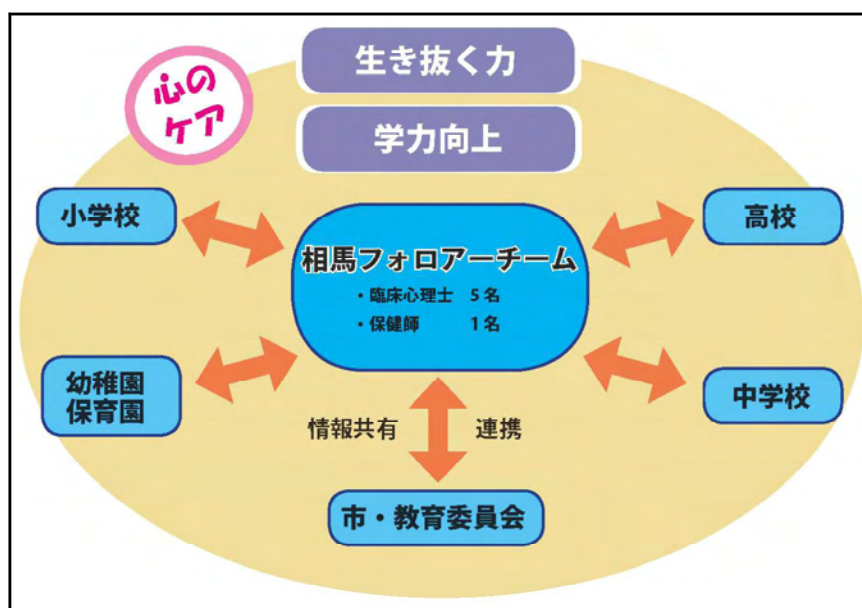 心の
ケア
生き抜く力
学力向上
小学校
高校
相馬フォロアーチーム
・臨床心理士 5名
・保健師 1名
幼稚園
保育園
中学校
情報共有 連携
市・教育委員会